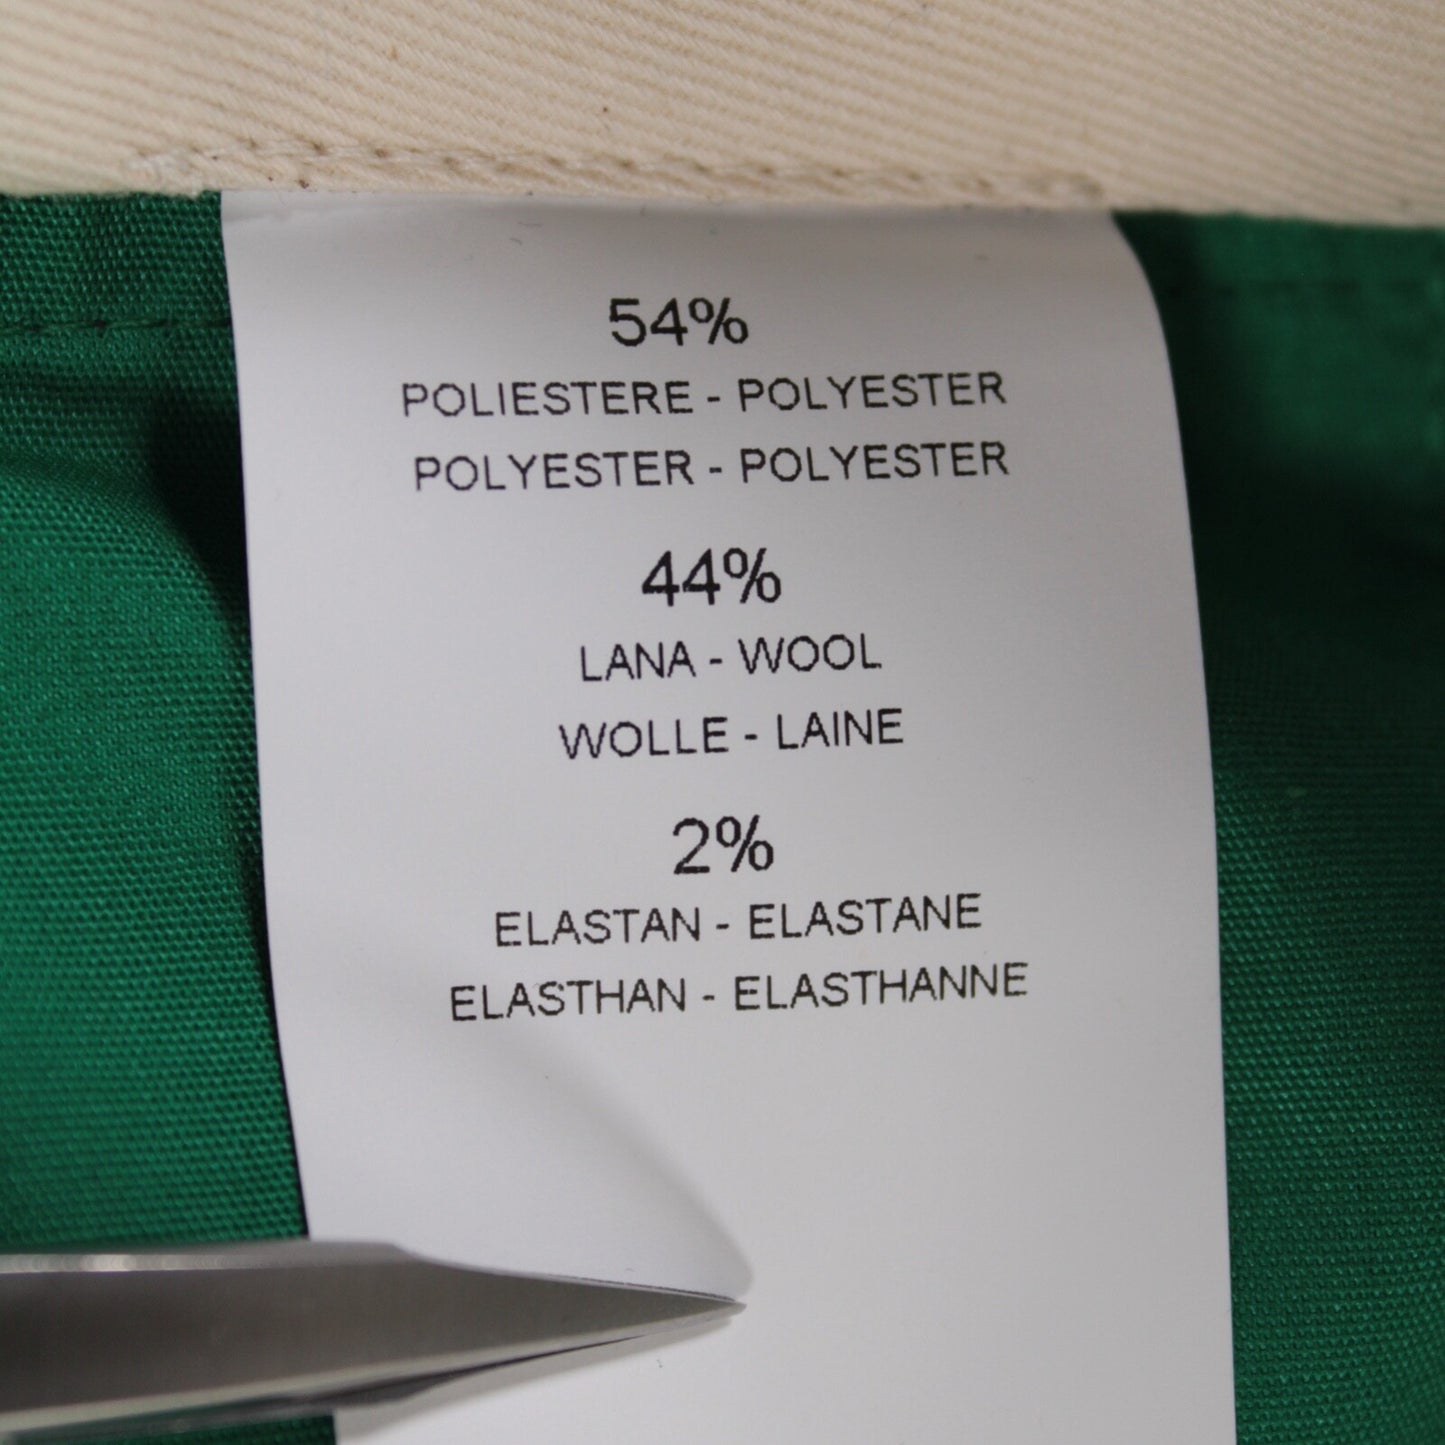 54%
POLIESTERE - POLYESTER
POLYESTER - POLYESTER
44%
LANA - WOOL
WOLLE - LAINE
2%
ELASTAN - ELASTANE
ELASTHAN - ELASTHANNE